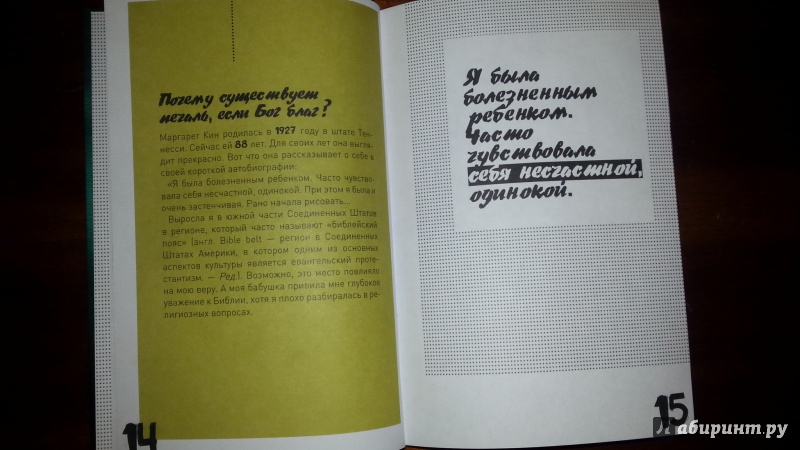 Почему существует
печаль, если Бог благ?
Маргарет Кин родилась в 1927 году в штате Тен-
несси. Сейчас ей 88 лет. Для своих лет она выгля-
дит прекрасно. Вот что она рассказывает о себе в
своей короткой автобиографии:
«Я была болезненным ребенком. Часто чувство-
вала себя несчастной, одинокой. При этом я была и
очень застенчивая. Рано начала рисовать...
Выросла я в южной части Соединенных Штатов
в регионе, который часто называют «библейский
пояс» (англ. Bible belt — регион в Соединенных
Штатах Америки, в котором одним из основных
аспектов культуры является евангельский проте-
стантизм. — Ред.). Возможно, это место повлияло
на мою веру. А моя бабушка привила мне глубокое
уважение к Библии, хотя я плохо разбиралась в ре-
лигиозных вопросах.
14
Я была
болезненным
ребенком.
Часто
чувствовала
себя несчастной,
одинокой.
15
Лабиринт.ру